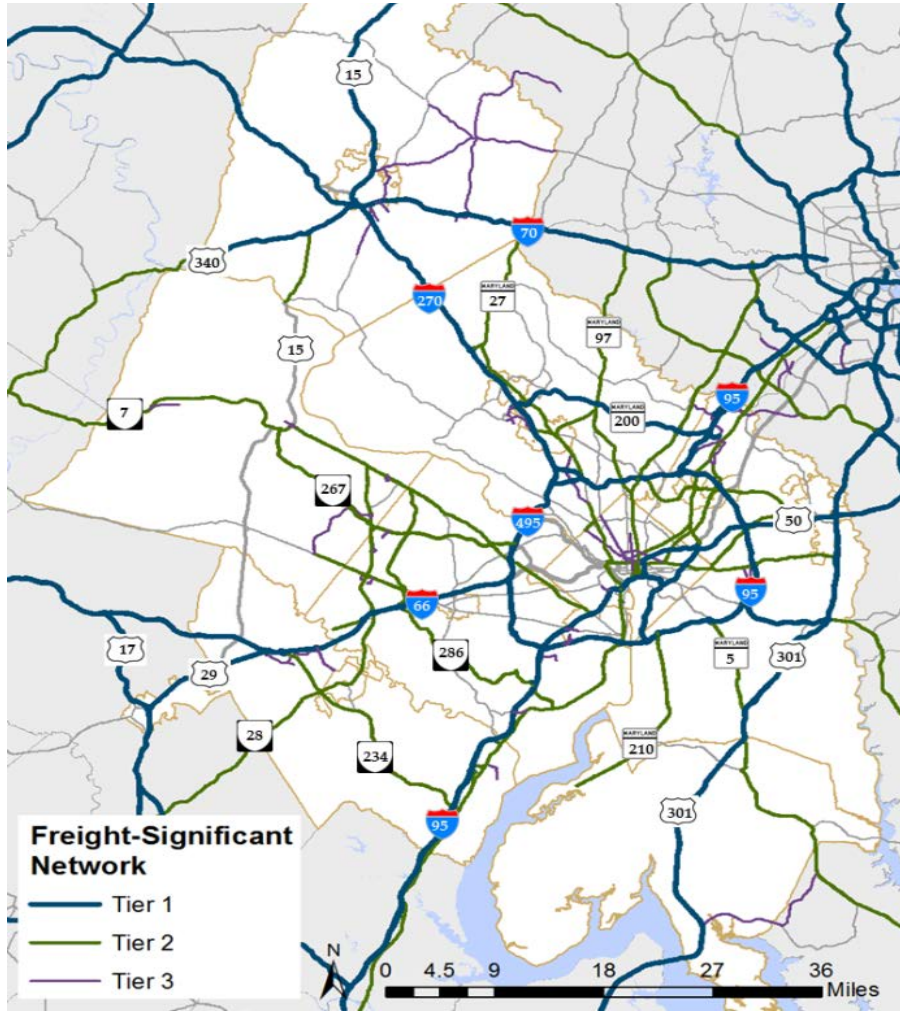 15
340
70
270
MARYLAND
27
15
MARYLAND
97
95
7
MARYLAND
200
267
495
50
66
95
17
29
286
MARYLAND
5
301
28
234
MARYLAND
210
301
95
Freight-Significant
Network
Tier 1
Tier 2
Tier 3
N
0 4.5 9 18 27 36
Miles